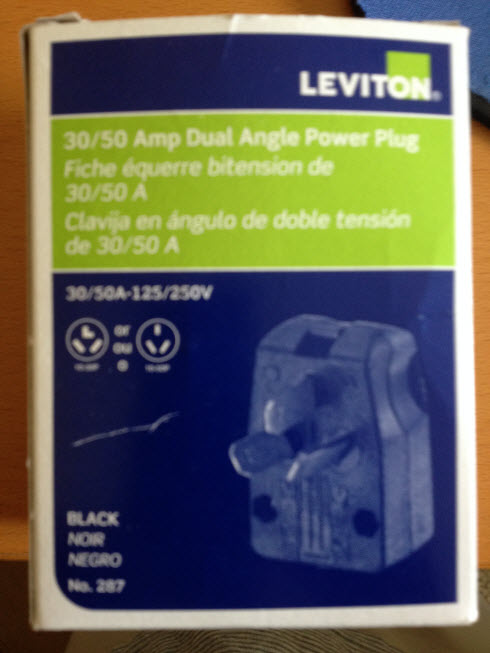 LEVITON®
30/50 Amp Dual Angle Power Plug
Fiche équerre bitension de
30/50 A
Clavija en ángulo de doble tensión
de 30/50 A
30/50A-125/250V
or
ou
o
BLACK
NOIR
NEGRO
No. 287